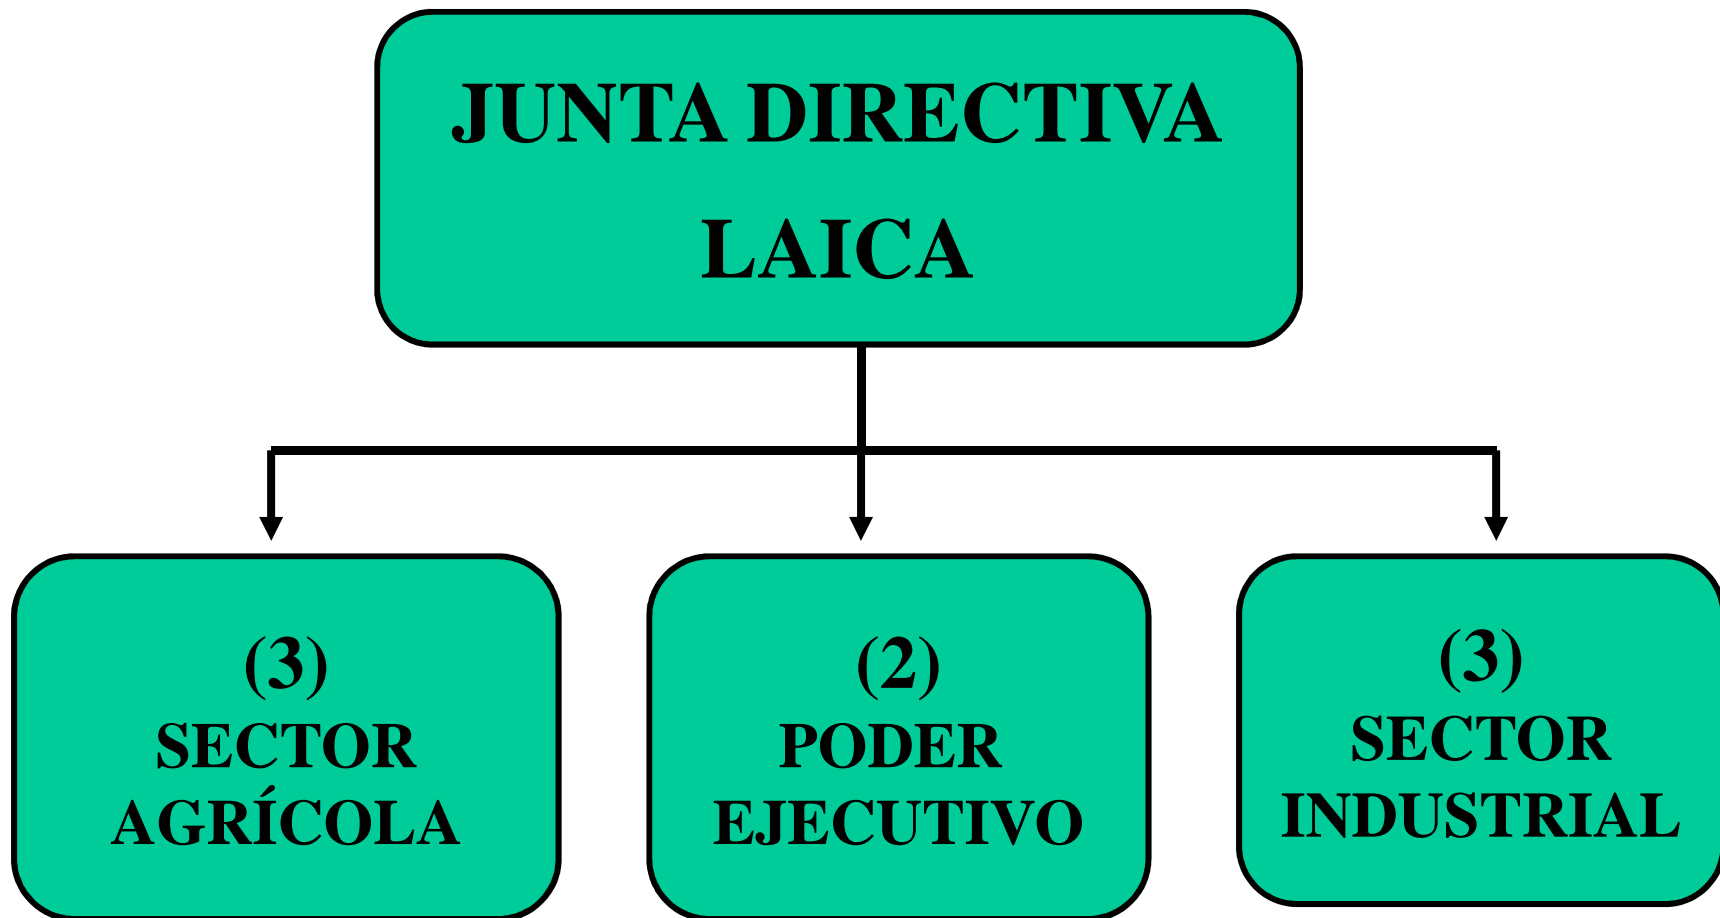 JUNTA DIRECTIVA
LAICA
(3)
SECTOR
AGRÍCOLA
(2)
PODER
EJECUTIVO
(3)
SECTOR
INDUSTRIAL